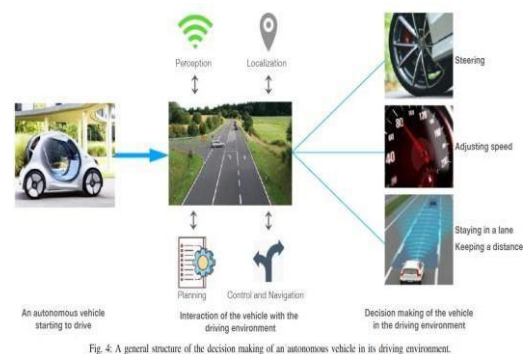 Perception
Localization
Steering
Adjusting speed
Staying in a lane
Keeping a distance
Planning
Control and Navigation
An autonomous vehicle
starting to drive
Interaction of the vehicle with the
driving environment
Decision making of the vehicle
in the driving environment
Fig. 4: A general structure of the decision making of an autonomous vehicle in its driving environment.